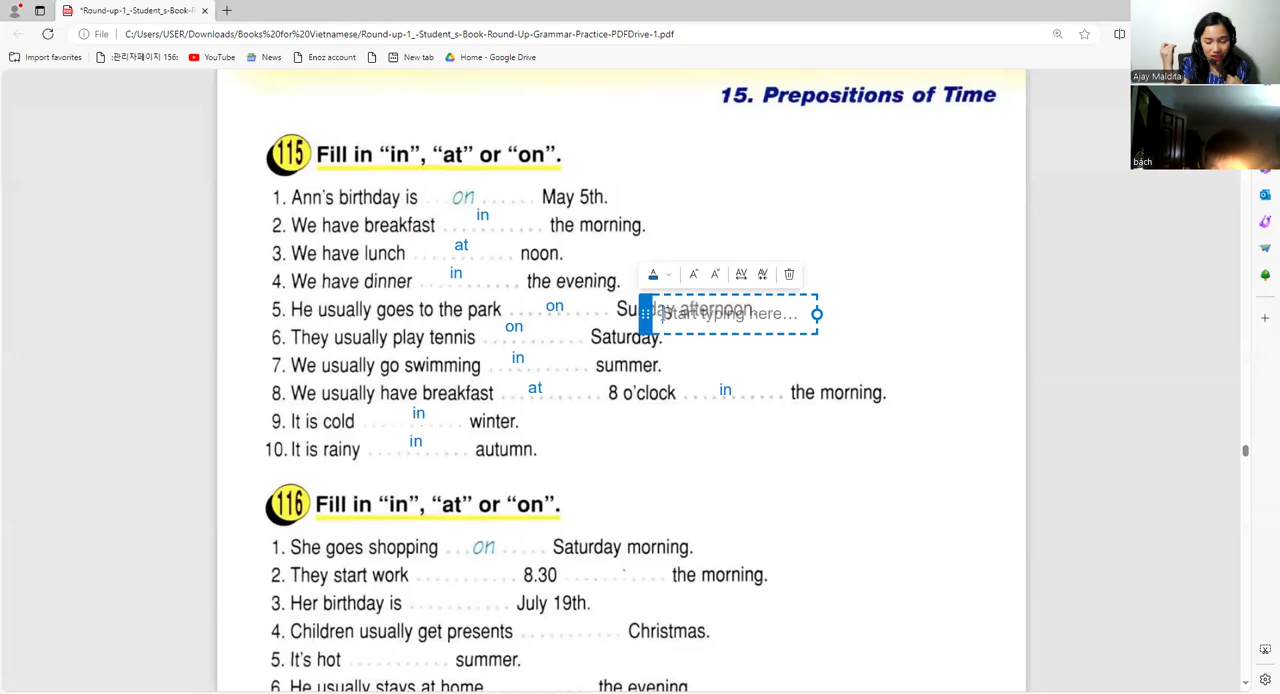 *Round-up-1_-Student_s-Book-R
File
C:/Users/USER/Downloads/Books%20for%20Vietnamese/Round-up-1_-Student_s-Book-Round-Up-Grammar-Practice-PDFDrive-1.pdf
Import favorites
:관리자페이지 156:
YouTube
News
Enoz account
New tab
Home - Google Drive
Ajay Maldita
bách
15. Prepositions of Time
115 Fill in “in”, “at” or “on”.
1. Ann's birthday is on May 5th.
2. We have breakfast in the morning.
3. We have lunch at noon.
4. We have dinner in the evening.
5. He usually goes to the park on Sunday afternoon.
Start typing here...
6. They usually play tennis on Saturday.
7. We usually go swimming in summer.
8. We usually have breakfast at 8 o'clock in the morning.
9. It is cold in winter.
10. It is rainy in autumn.
116 Fill in “in”, “at” or “on”.
1. She goes shopping on Saturday morning.
2. They start work 8.30 the morning.
3. Her birthday is July 19th.
4. Children usually get presents Christmas.
5. It's hot summer.
6. He usually stays at home the evening